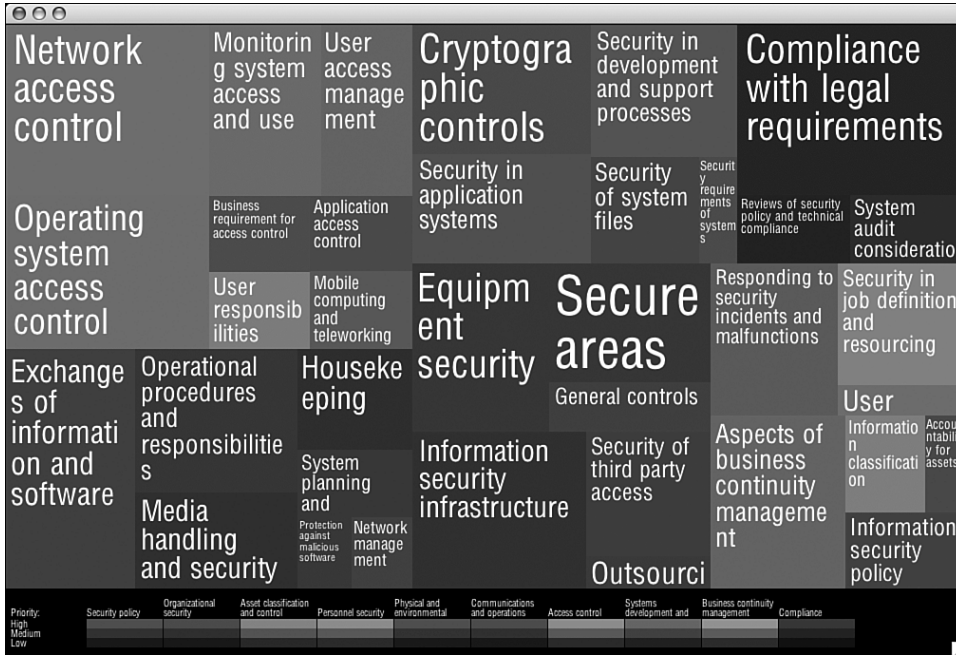 Network
access
control
Monitorin
g system
access
and use
User
access
manage
ment
Cryptogra
phic
controls
Security in
development
and support
processes
Compliance
with legal
requirements
Operating
system
access
control
Business
requirement for
access control
Application
access
control
User
responsib
ilities
Mobile
computing
and
teleworking
Security in
application
systems
Security
of system
files
Securit
y
require
ments
of
system
s
Reviews of security
policy and technical
compliance
System
audit
consideratio
Exchange
s of
informati
on and
software
Operational
procedures
and
responsibilitie
s
Media
handling
and security
Houseke
eping
System
planning
and
Protection
against
malicious
software
Network
manage
ment
Equipm
ent
security
Secure
areas
General controls
Information
security
infrastructure
Security of
third party
access
Outsourci
Responding to
security
incidents and
malfunctions
Security in
job definition
and
resourcing
User
Aspects of
business
continuity
manageme
nt
Informatio
n
classificati
on
Accou
ntabili
y for
assets
Information
security
policy
Priority:
High
Medium
Low
Security policy
Organizational
security
Asset classification
and control
Personnel security
Physical and
environmental
Communications
and operations
Access control
Systems
development and
Business continuity
management
Compliance